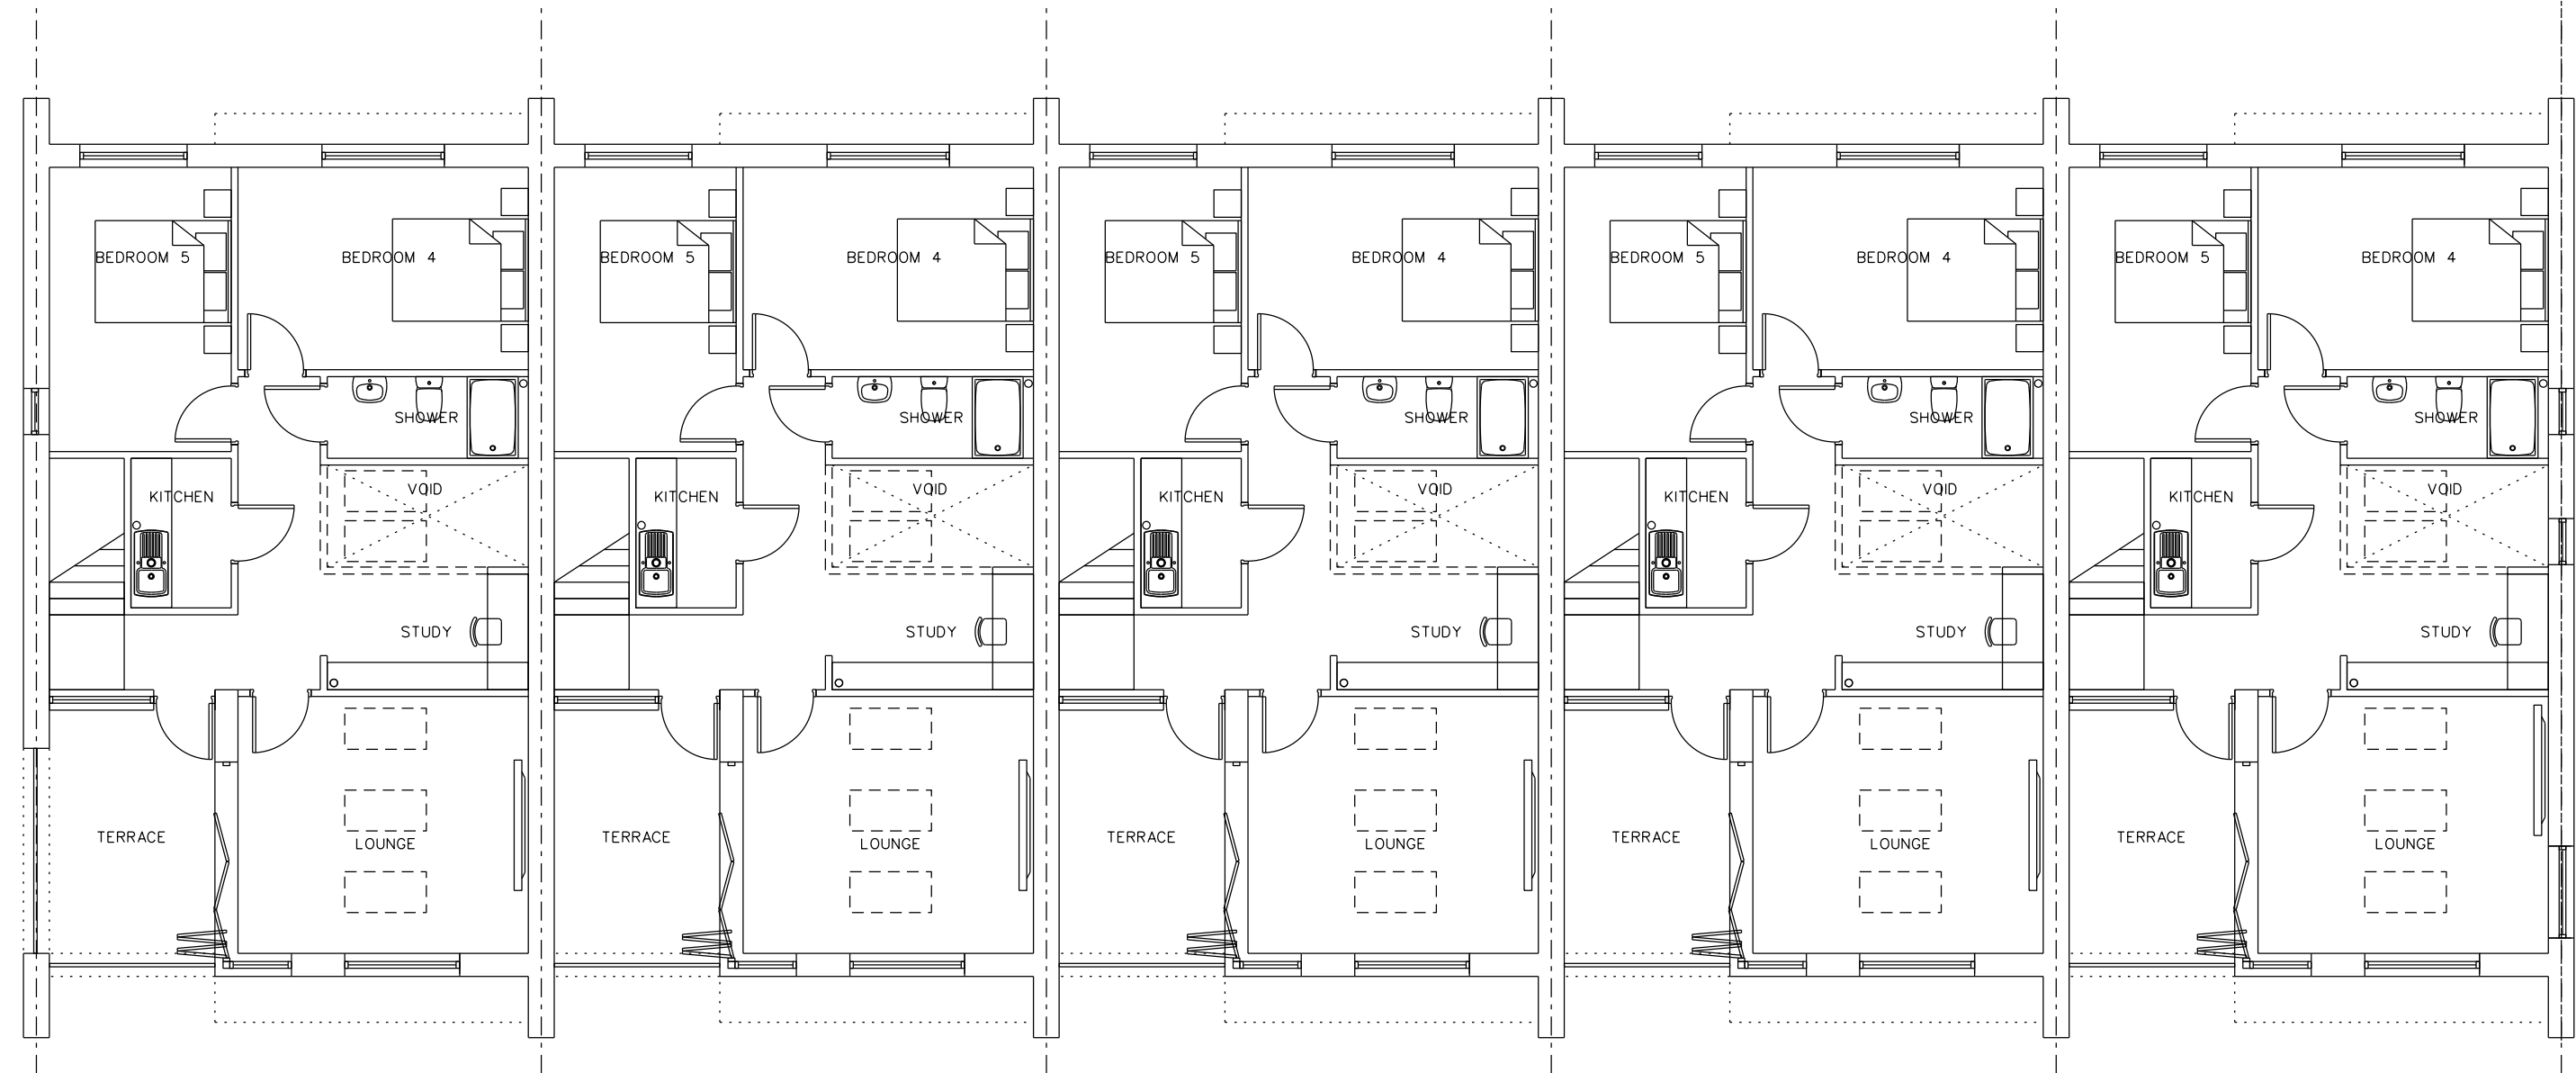 BEDROOM 5 BEDROOM 4 BEDROOM 5 BEDROOM 4 BEDROOM 5 BEDROOM 4 BEDROOM 5 BEDROOM 4 BEDROOM 5 BEDROOM 4
SHOWER SHOWER SHOWER SHOWER SHOWER
KITCHEN VOID KITCHEN VOID KITCHEN VOID KITCHEN VOID KITCHEN VOID
STUDY STUDY STUDY STUDY STUDY
TERRACE LOUNGE TERRACE LOUNGE TERRACE LOUNGE TERRACE LOUNGE TERRACE LOUNGE